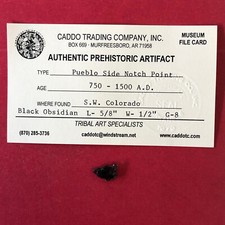 CADDO TRADING COMPANY, INC.
BOX 669 - MURFREESBORO, AR 71958
MUSEUM
FILE CARD
AUTHENTIC PREHISTORIC ARTIFACT
TYPE Pueblo Side Notch Point
AGE 750 - 1500 A.D.
WHERE FOUND S.W. Colorado
Black Obsidian L- 5/8" W- 1/2" G-8
TRIBAL ART SPECIALISTS
(870) 285-3736 caddotc@windstream.net www.caddotc.com